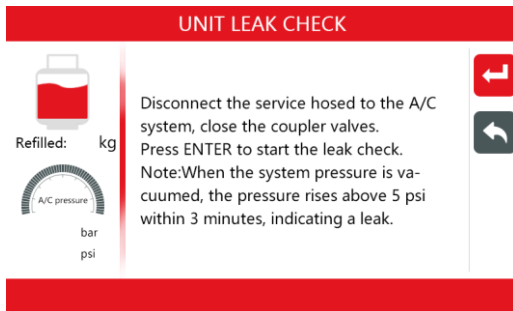 UNIT LEAK CHECK
Refilled: kg
A/C pressure
bar
psi
Disconnect the service hosed to the A/C
system, close the coupler valves.
Press ENTER to start the leak check.
Note:When the system pressure is va-
cuumed, the pressure rises above 5 psi
within 3 minutes, indicating a leak.